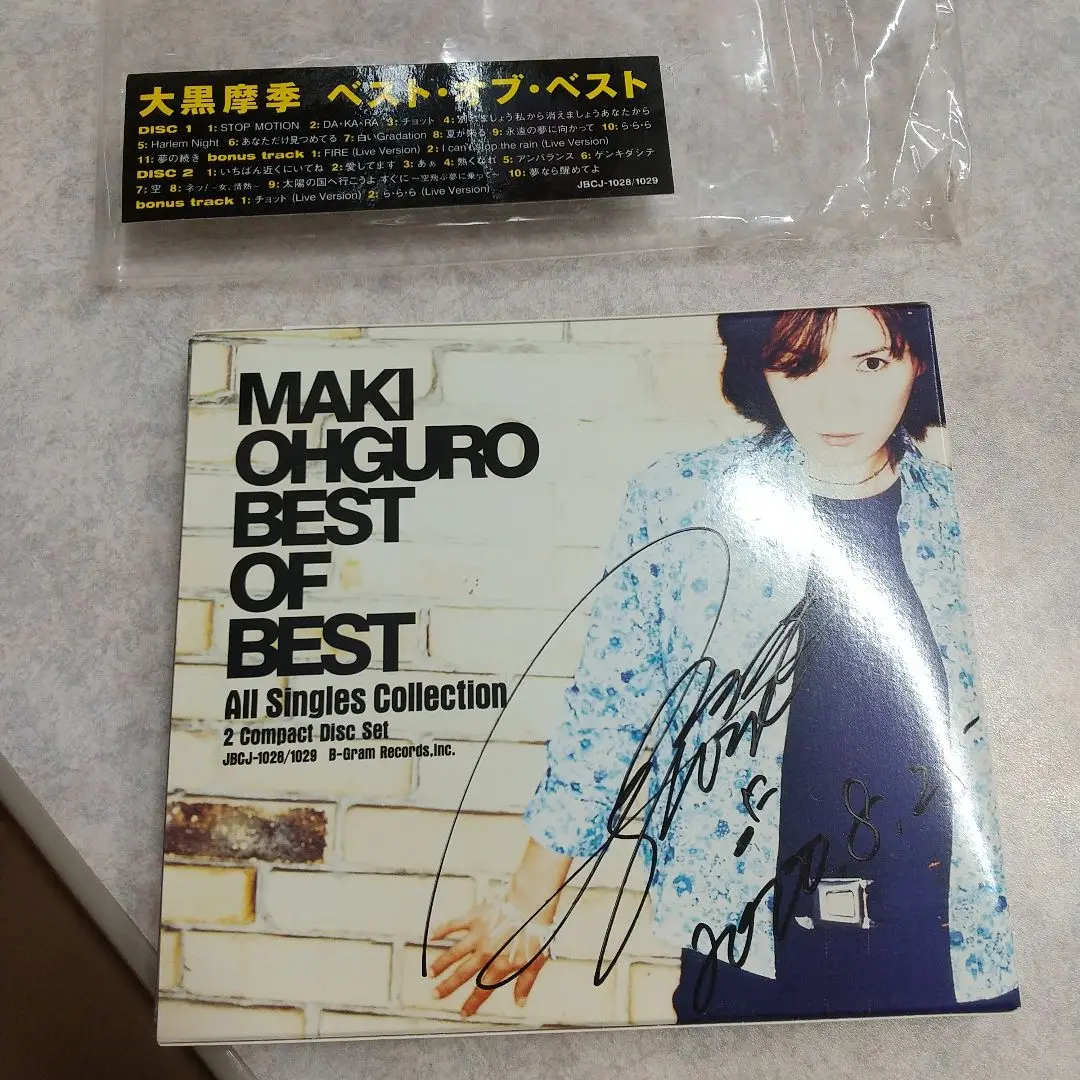 大黒摩季 ベスト・オブ・ベスト
DISC 1 1: STOP MOTION 2: DA・KA・RA 3: チョット 4: 別れましょう私から消えましょうあなたから
5: Harlem Night 6: あなただけ見つめてる 7: 白いGradation 8: 夏が来る 9: 永遠の夢に向かって 10: ら・ら・ら
11: 夢の続き bonus track 1: FIRE (Live Version) 2: I can't stop the rain (Live Version)
DISC 2 1: いちばん近くにいてね 2: 愛してます 3: あぁ 4: 熱くなれ 5: アンバランス 6: ゲンキダシテ
7: 空 8: ネッ!〜女、情熱〜 9: 太陽の国へ行こうよ すぐに 〜空飛ぶ夢に乗って〜 10: 夢なら醒めてよ
bonus track 1: チョット (Live Version) 2: ら・ら・ら (Live Version) JBCJ-1028/1029
MAKI
OHGURO
BEST
OF
BEST
All Singles Collection
2 Compact Disc Set
JBCJ-1028/1029 B-Gram Records,Inc.